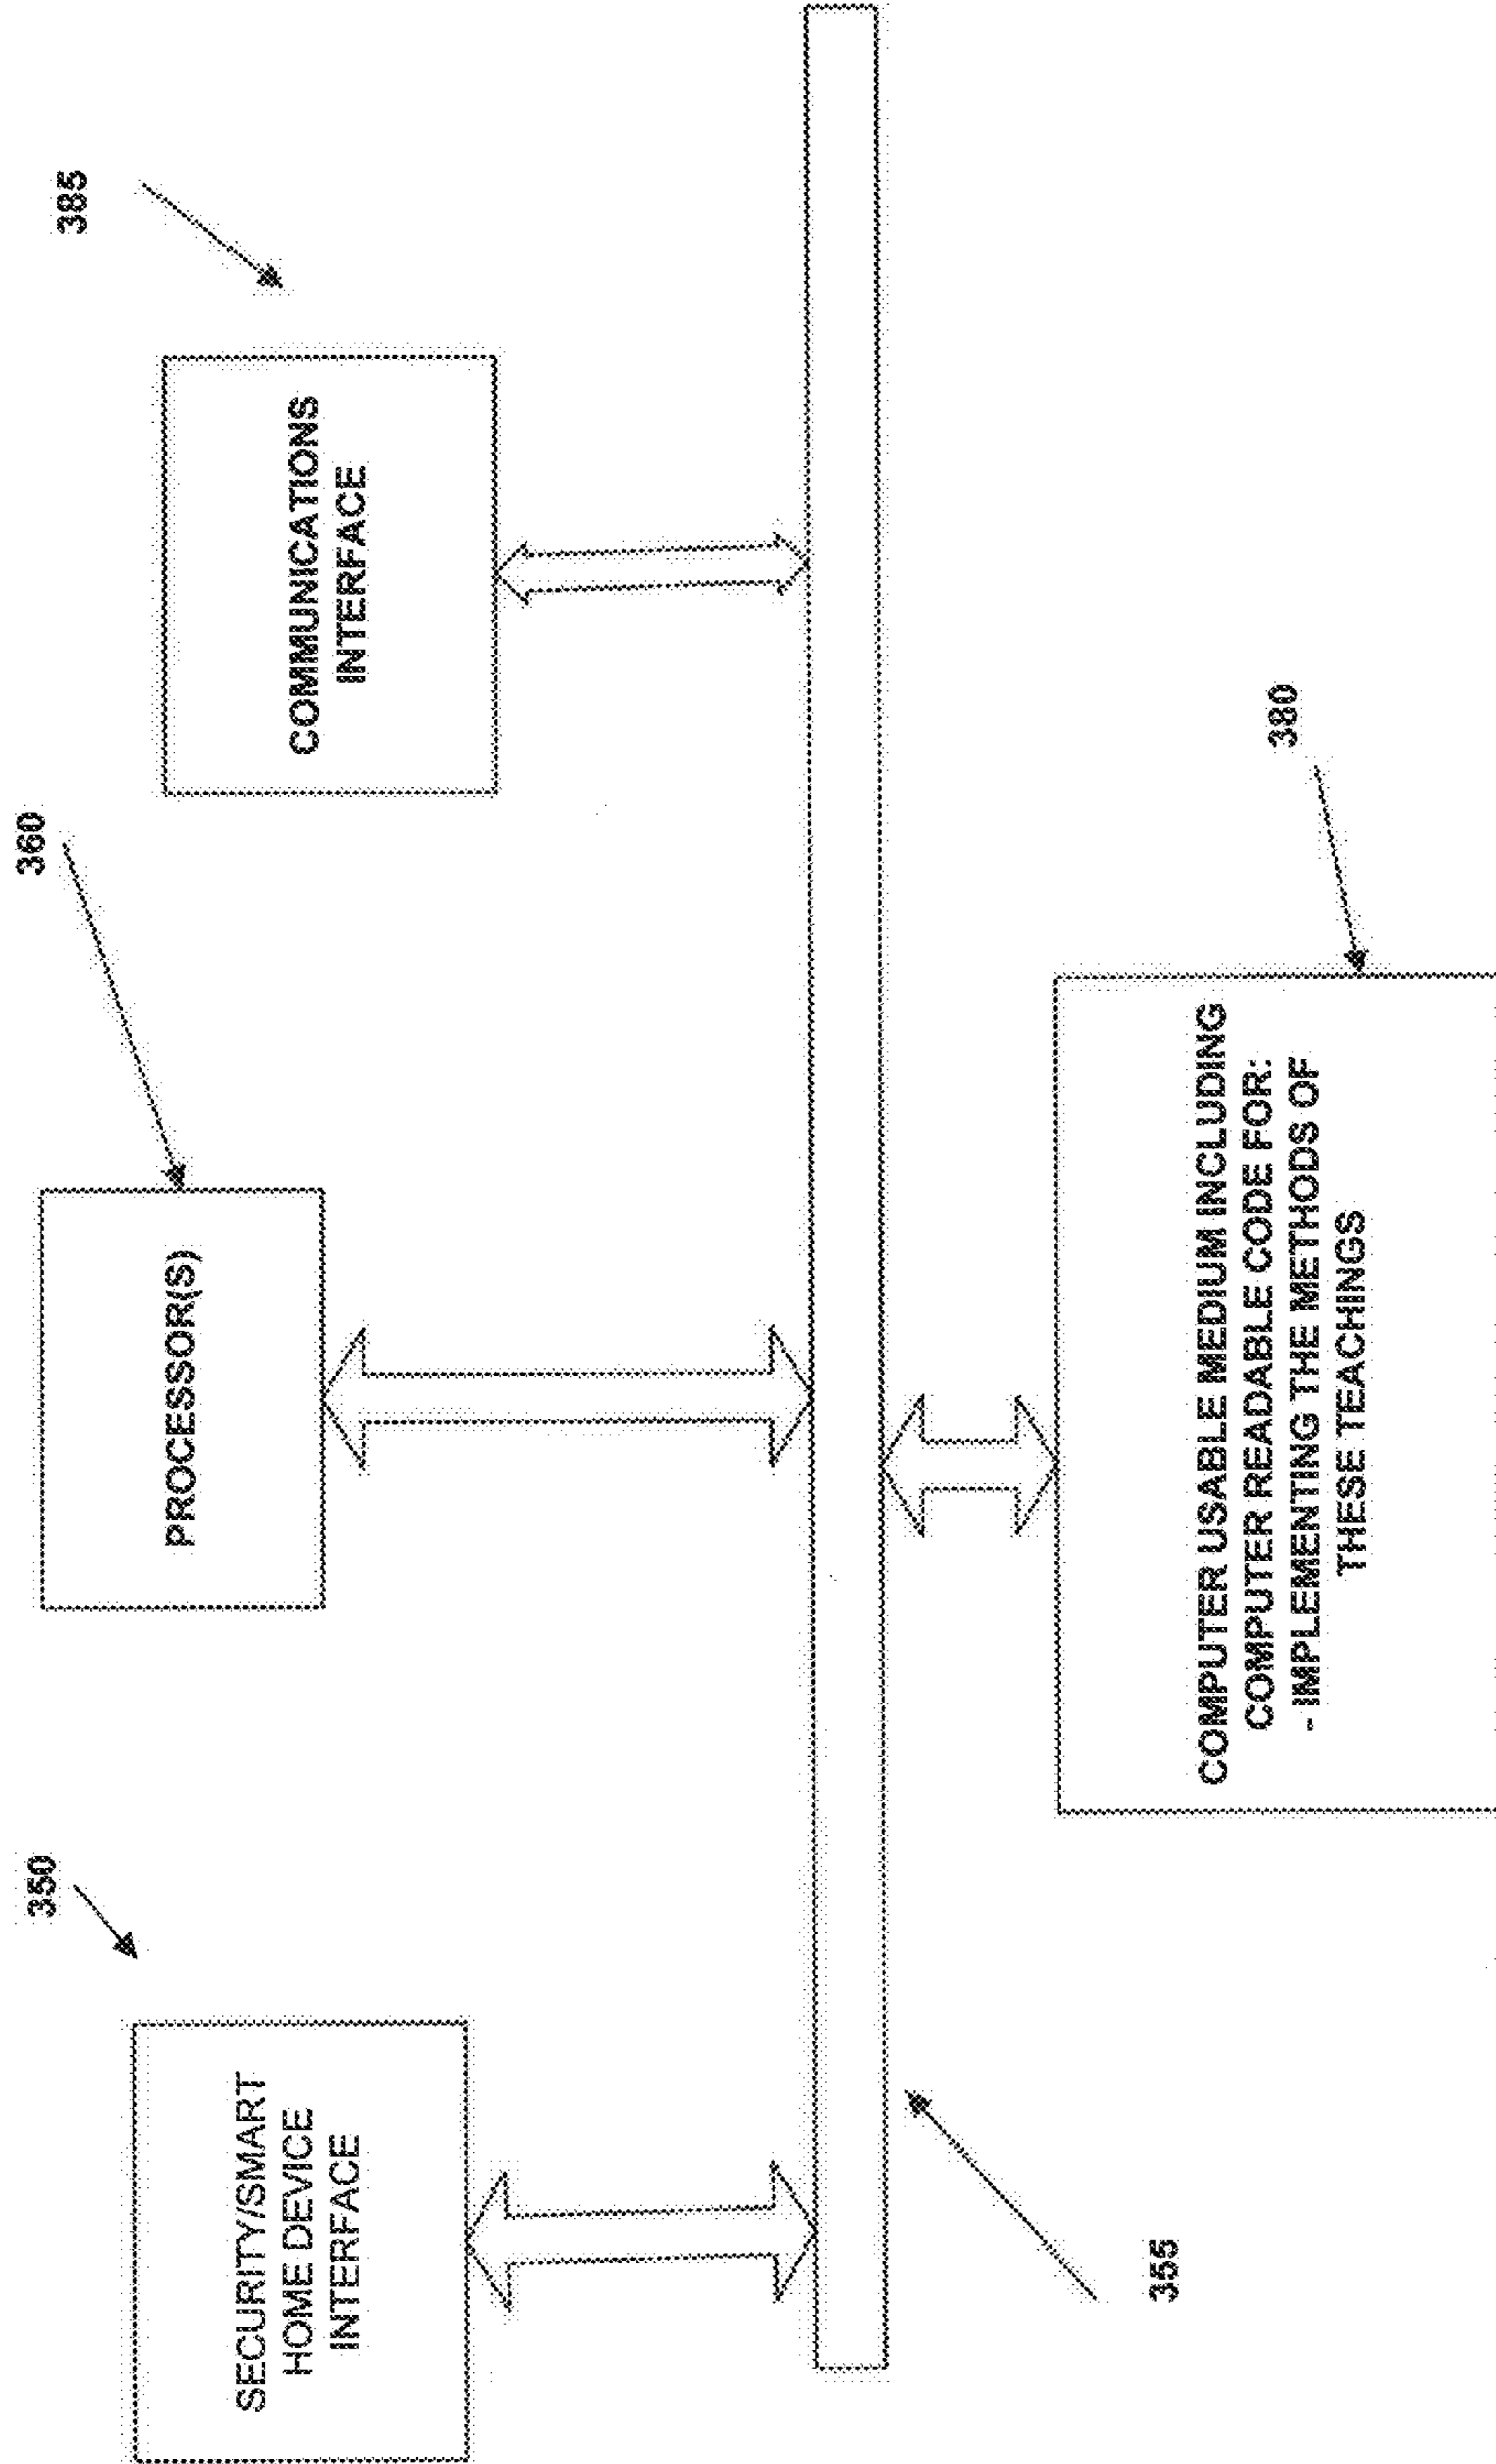 350
SECURITY/SMART
HOME DEVICE
INTERFACE
360
PROCESSOR(S)
385
COMMUNICATIONS
INTERFACE
355
380
COMPUTER USABLE MEDIUM INCLUDING
COMPUTER READABLE CODE FOR:
- IMPLEMENTING THE METHODS OF
THESE TEACHINGS